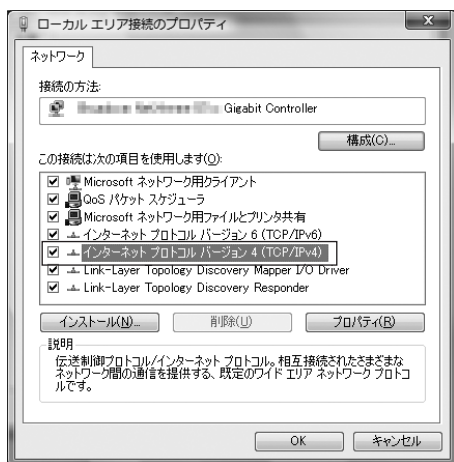 ローカル エリア接続のプロパティ
ネットワーク
接続の方法:
Gigabit Controller
構成(C)...
この接続は次の項目を使用します(O):
Microsoft ネットワーク用クライアント
QoS パケット スケジューラ
Microsoft ネットワーク用ファイルとプリンタ共有
インターネット プロトコル バージョン 6 (TCP/IPv6)
インターネット プロトコル バージョン 4 (TCP/IPv4)
Link-Layer Topology Discovery Mapper I/O Driver
Link-Layer Topology Discovery Responder
インストール(N)...
削除(U)
プロパティ(R)
説明
伝送制御プロトコル/インターネット プロトコル。相互接続されたさまざまな
ネットワーク間の通信を提供する、既定のワイド エリア ネットワーク プロトコ
ルです。
OK
キャンセル